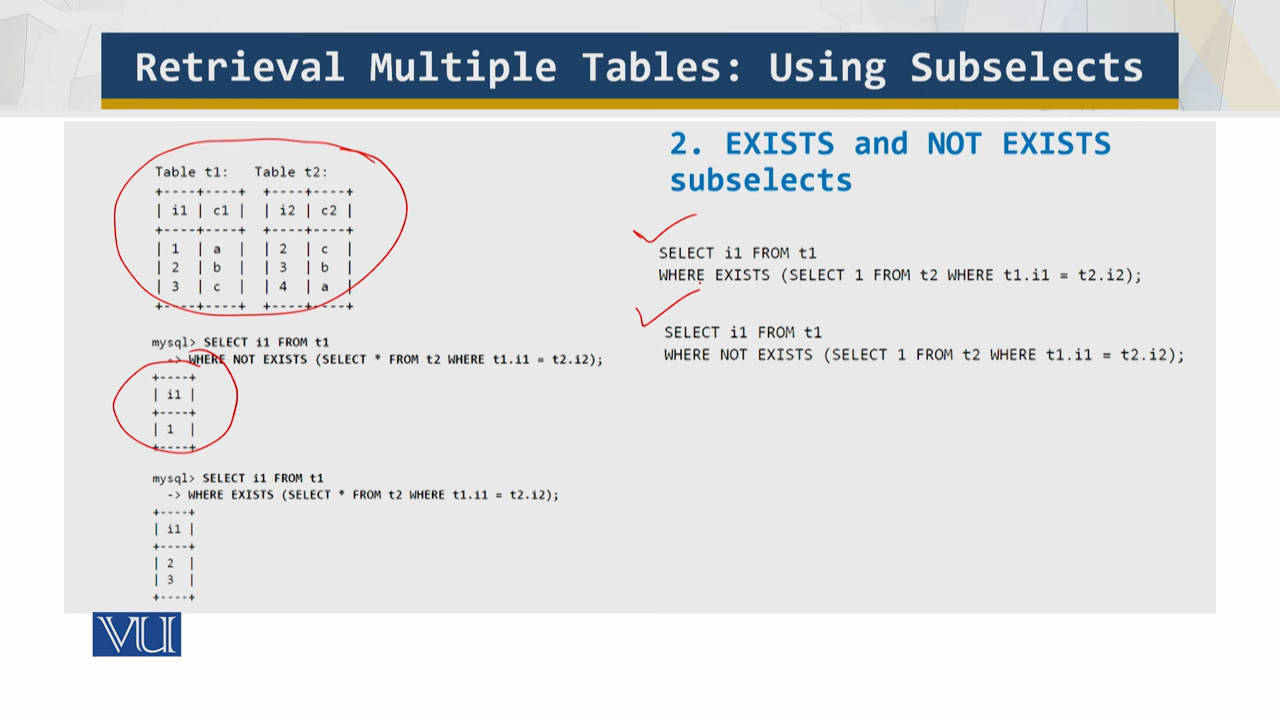 Retrieval Multiple Tables: Using Subselects
Table t1:   Table t2:
+----+----+  +----+----+
| i1 | c1 |  | i2 | c2 |
+----+----+  +----+----+
| 1  | a  |  | 2  | c  |
| 2  | b  |  | 3  | b  |
| 3  | c  |  | 4  | a  |
+----+----+  +----+----+
mysql> SELECT i1 FROM t1
-> WHERE NOT EXISTS (SELECT * FROM t2 WHERE t1.i1 = t2.i2);
+----+
| i1 |
+----+
| 1  |
+----+
mysql> SELECT i1 FROM t1
-> WHERE EXISTS (SELECT * FROM t2 WHERE t1.i1 = t2.i2);
+----+
| i1 |
+----+
| 2  |
| 3  |
+----+
2. EXISTS and NOT EXISTS
subselects
SELECT i1 FROM t1
WHERE EXISTS (SELECT 1 FROM t2 WHERE t1.i1 = t2.i2);
SELECT i1 FROM t1
WHERE NOT EXISTS (SELECT 1 FROM t2 WHERE t1.i1 = t2.i2);
VU